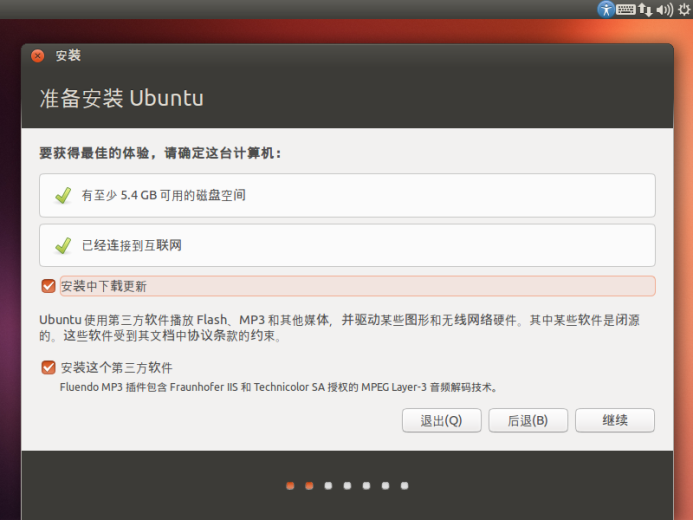 安装
准备安装 Ubuntu
要获得最佳的体验，请确定这台计算机：
有至少 5.4 GB 可用的磁盘空间
已经连接到互联网
安装中下载更新
Ubuntu 使用第三方软件播放 Flash、MP3 和其他媒体，并驱动某些图形和无线网络硬件。其中某些软件是闭源
的。这些软件受到其文档中协议条款的约束。
安装这个第三方软件
Fluendo MP3 插件包含 Fraunhofer IIS 和 Technicolor SA 授权的 MPEG Layer-3 音频解码技术。
退出(Q) 后退(B) 继续